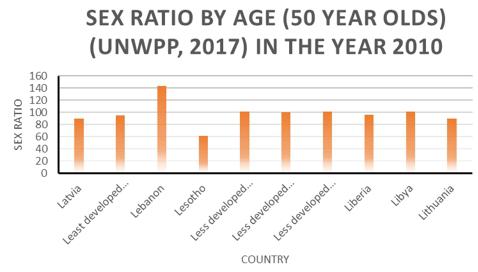 SEX RATIO BY AGE (50 YEAR OLDS)
(UNWPP, 2017) IN THE YEAR 2010
160
140
120
100
80
60
40
20
0
SEX RATIO
Latvia
Least developed...
Lebanon
Lesotho
Less developed...
Less developed...
Less developed...
Liberia
Libya
Lithuania
COUNTRY